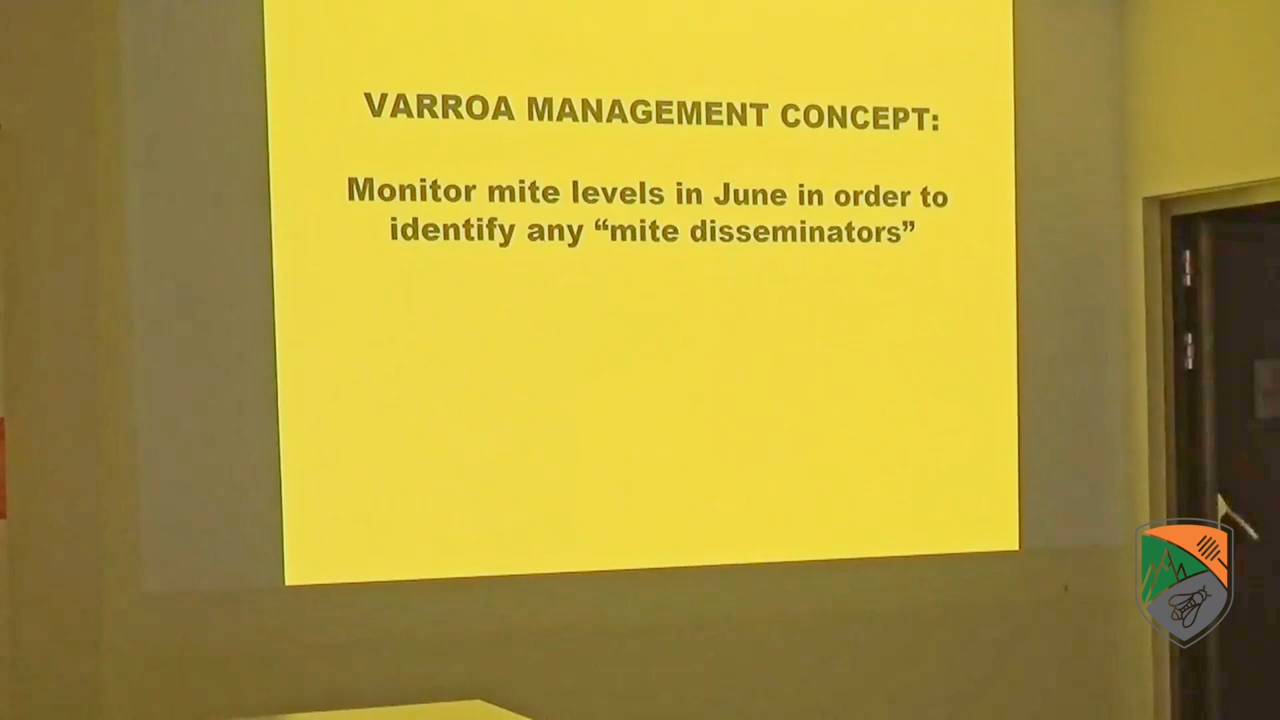 VARROA MANAGEMENT CONCEPT:
Monitor mite levels in June in order to
identify any “mite disseminators”